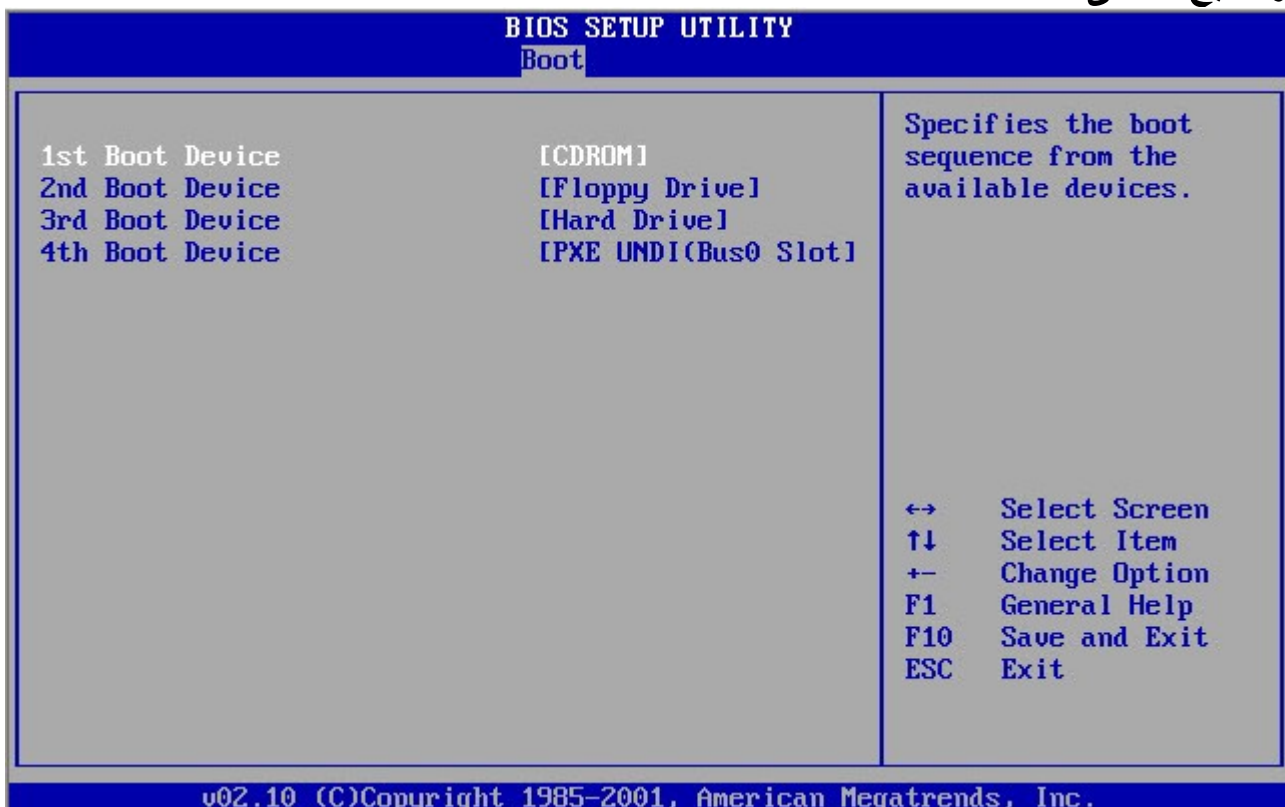 BIOS SETUP UTILITY
Boot
1st Boot Device [CDROM]
2nd Boot Device [Floppy Drive]
3rd Boot Device [Hard Drive]
4th Boot Device [PXE UNDI(Bus0 Slot]
Specifies the boot
sequence from the
available devices.
←→ Select Screen
↑↓ Select Item
+- Change Option
F1 General Help
F10 Save and Exit
ESC Exit
v02.10 (C)Copyright 1985-2001, American Megatrends, Inc.